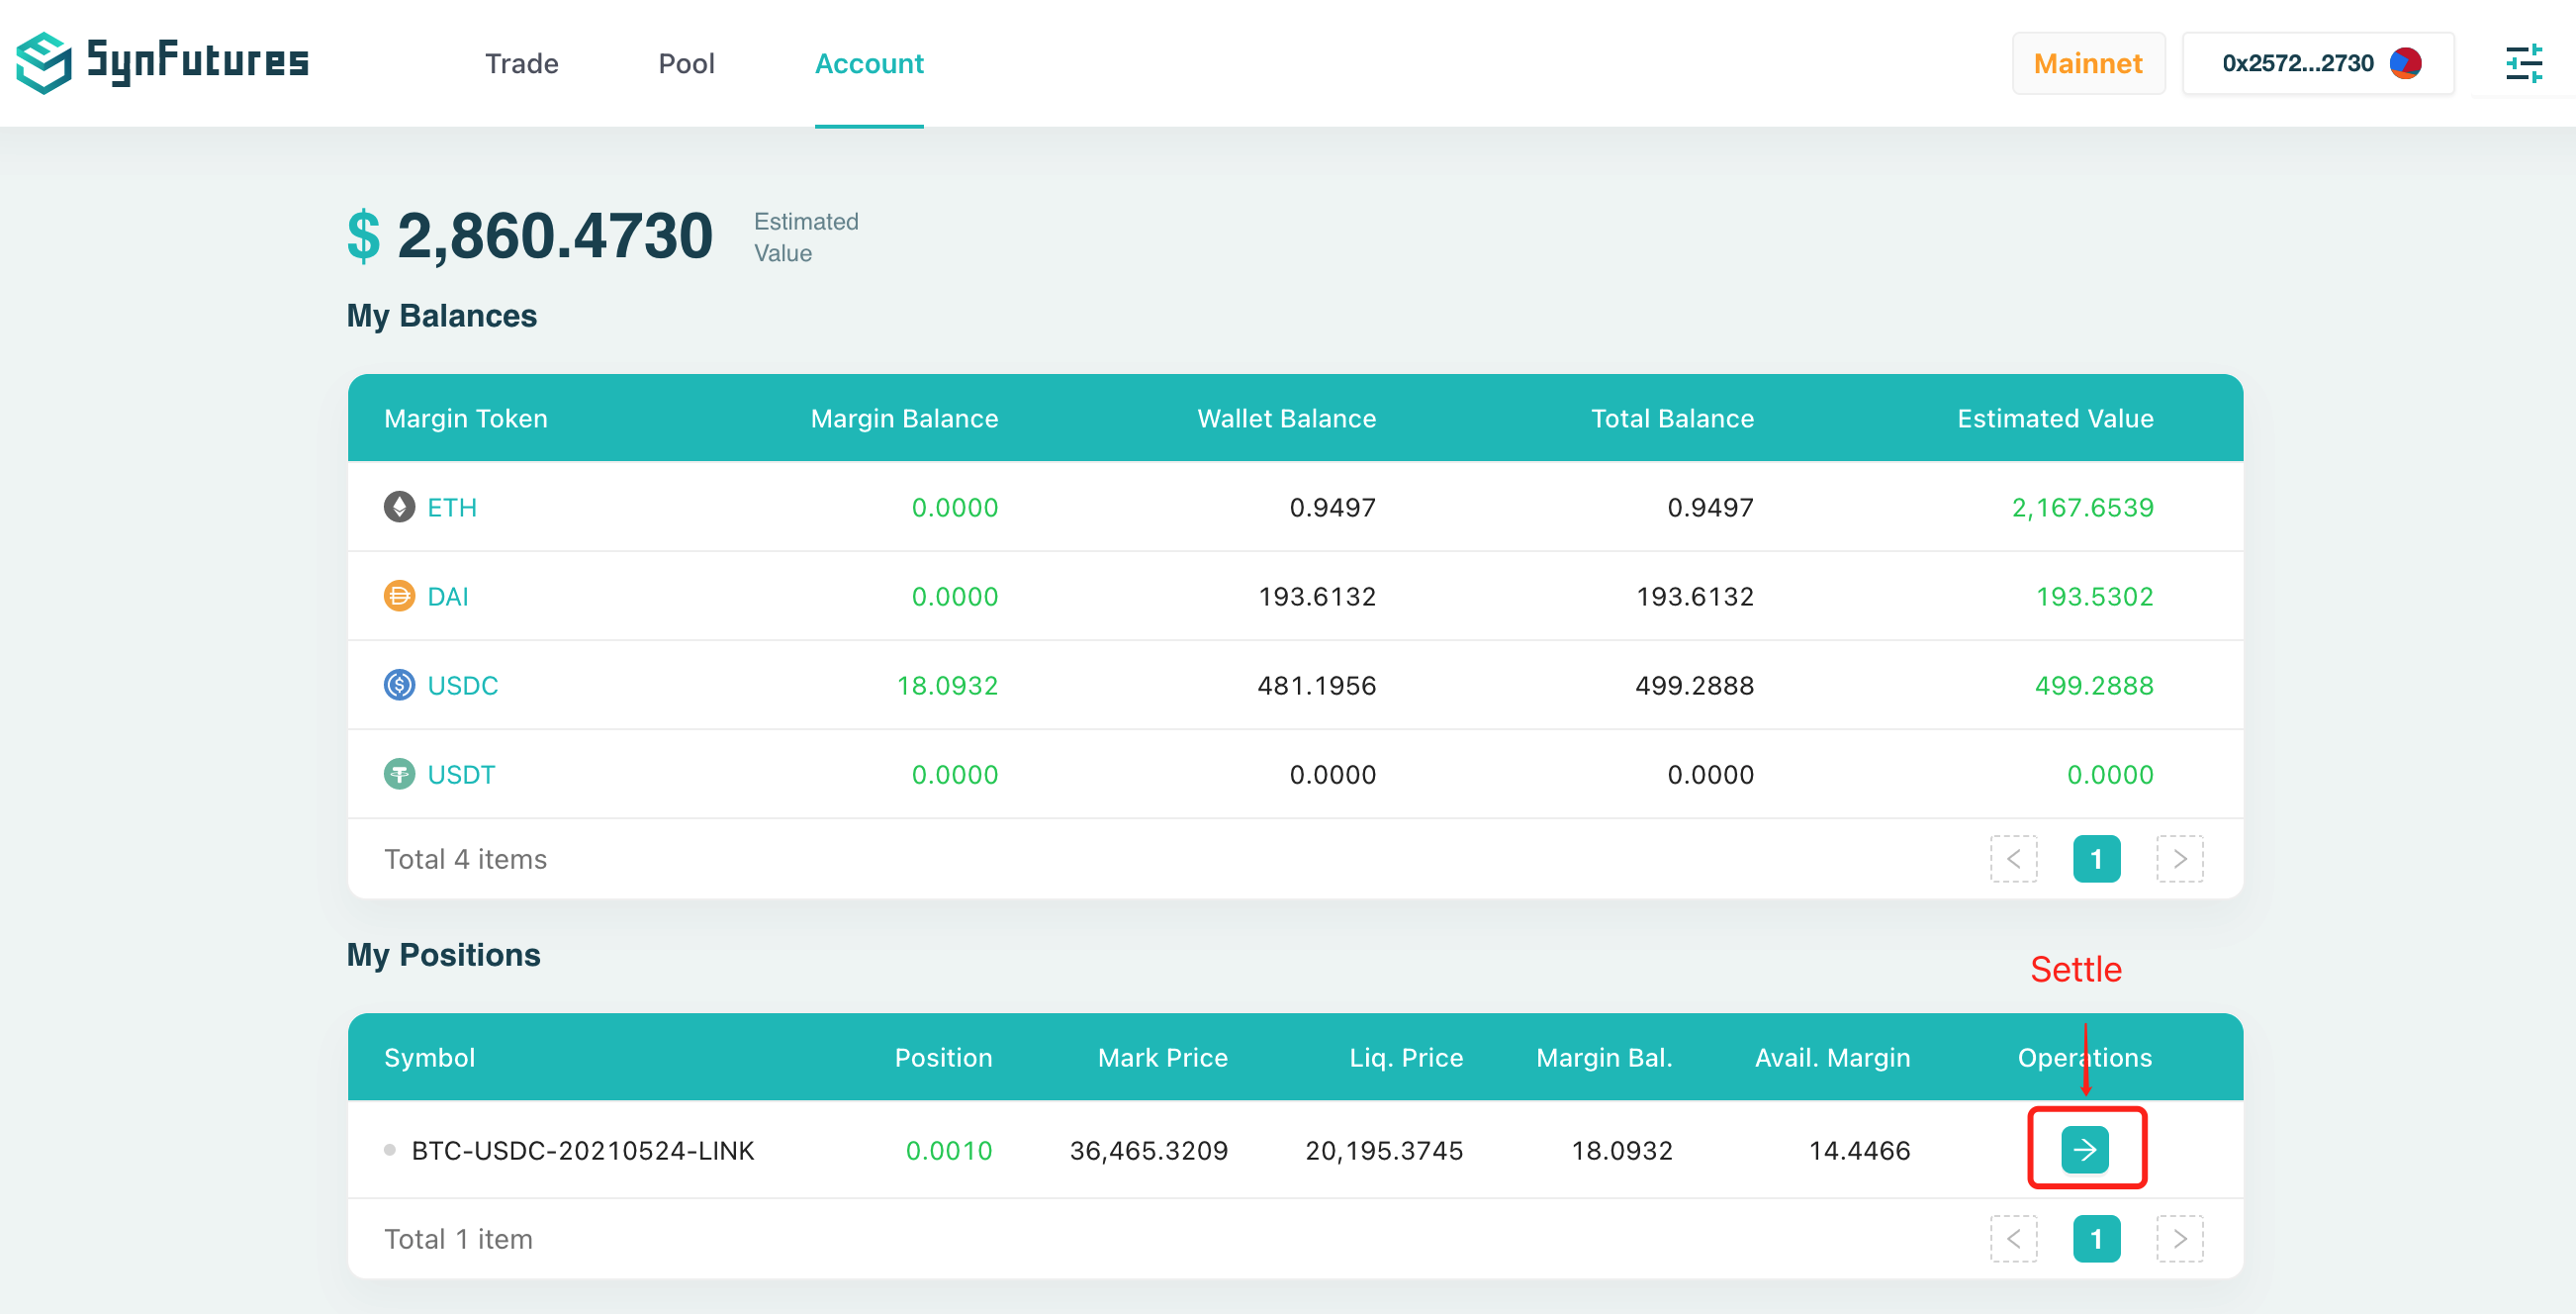 SynFutures Trade Pool Account Mainnet 0x2572...2730
$ 2,860.4730 Estimated Value
My Balances
Margin Token Margin Balance Wallet Balance Total Balance Estimated Value
ETH 0.0000 0.9497 0.9497 2,167.6539
DAI 0.0000 193.6132 193.6132 193.5302
USDC 18.0932 481.1956 499.2888 499.2888
USDT 0.0000 0.0000 0.0000 0.0000
Total 4 items < 1 >
My Positions
Settle
Symbol Position Mark Price Liq. Price Margin Bal. Avail. Margin Operations
BTC-USDC-20210524-LINK 0.0010 36,465.3209 20,195.3745 18.0932 14.4466
Total 1 item < 1 >